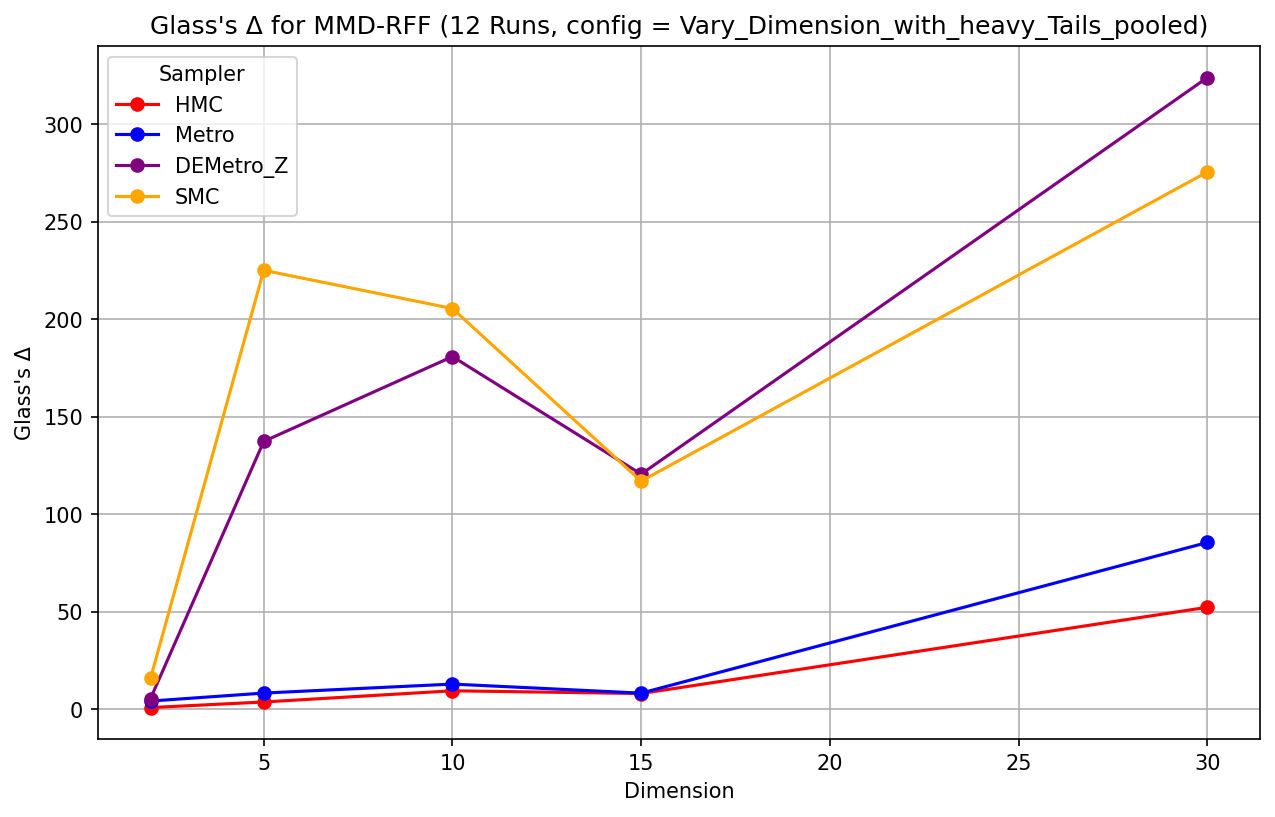 Glass's Δ for MMD-RFF (12 Runs, config = Vary_Dimension_with_heavy_Tails_pooled)
Sampler
HMC
Metro
DEMetro_Z
SMC
Glass's Δ
300
250
200
150
100
50
0
5 10 15 20 25 30
Dimension